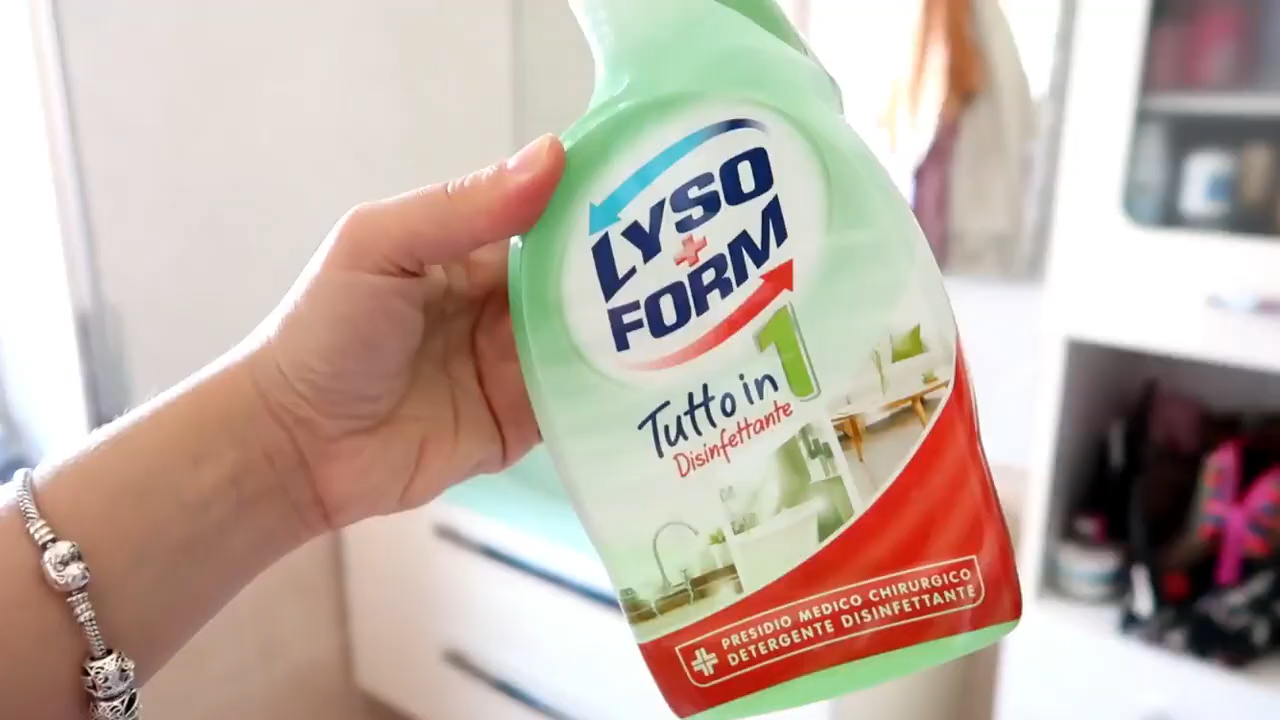 LYSO
FORM
Tutto in 1
Disinfettante
PRESIDIO MEDICO CHIRURGICO
DETERGENTE DISINFETTANTE